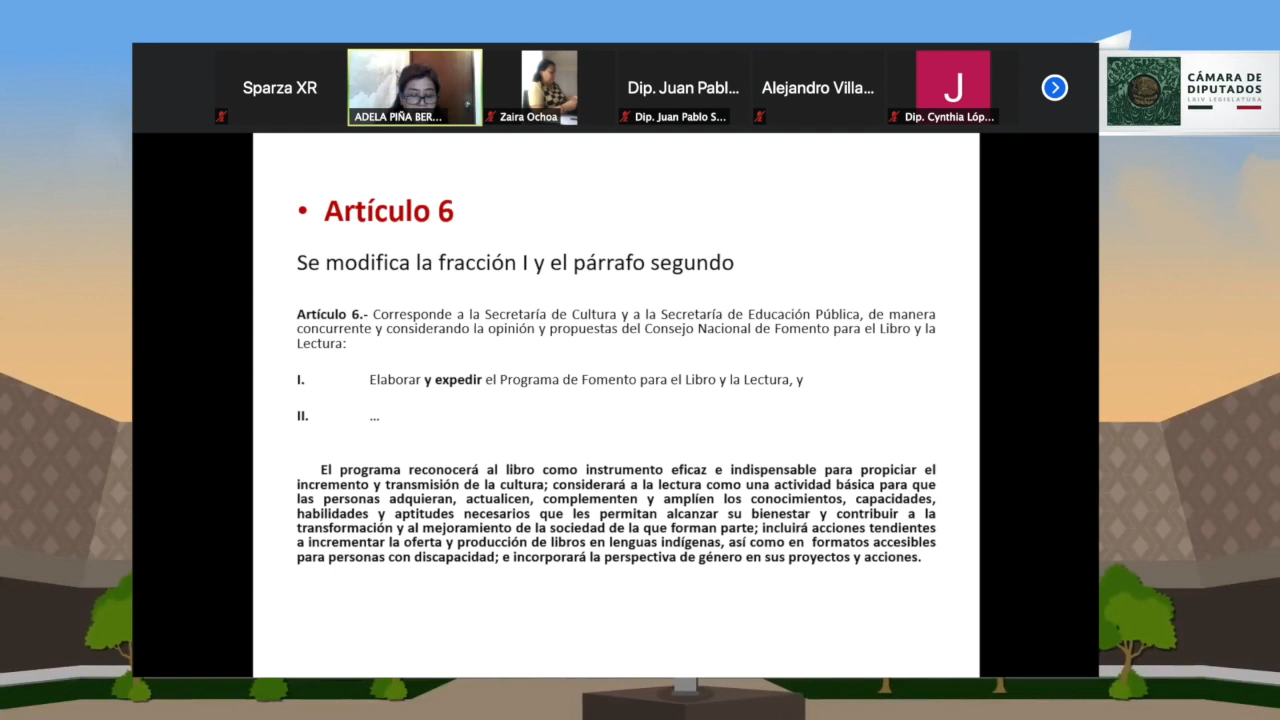 Sparza XR
ADELA PIÑA BER...
Zaira Ochoa
Dip. Juan Pabl...
Dip. Juan Pablo S...
Alejandro Villa...
J
Dip. Cynthia Lóp...
CÁMARA DE
DIPUTADOS
LXIV LEGISLATURA
• Artículo 6
Se modifica la fracción I y el párrafo segundo
Artículo 6.- Corresponde a la Secretaría de Cultura y a la Secretaría de Educación Pública, de manera
concurrente y considerando la opinión y propuestas del Consejo Nacional de Fomento para el Libro y la
Lectura:
I. Elaborar y expedir el Programa de Fomento para el Libro y la Lectura, y
II. ...
El programa reconocerá al libro como instrumento eficaz e indispensable para propiciar el
incremento y transmisión de la cultura; considerará a la lectura como una actividad básica para que
las personas adquieran, actualicen, complementen y amplíen los conocimientos, capacidades,
habilidades y aptitudes necesarios que les permitan alcanzar su bienestar y contribuir a la
transformación y al mejoramiento de la sociedad de la que forman parte; incluirá acciones tendientes
a incrementar la oferta y producción de libros en lenguas indígenas, así como en formatos accesibles
para personas con discapacidad; e incorporará la perspectiva de género en sus proyectos y acciones.